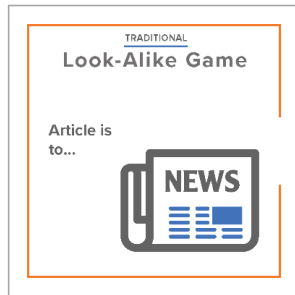 TRADITIONAL
Look-Alike Game
Article is
to...
NEWS